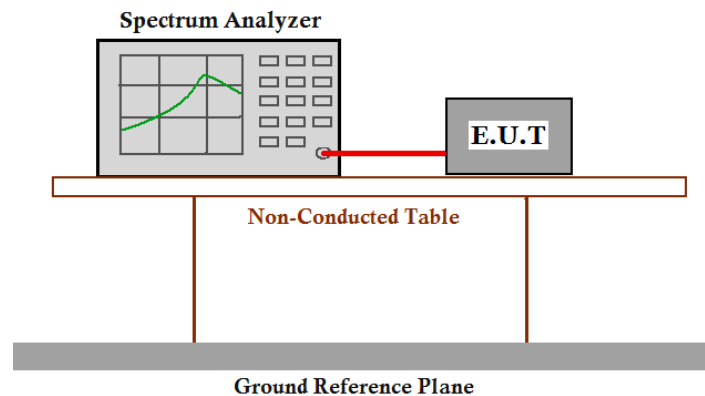 Spectrum Analyzer
E.U.T
Non-Conducted Table
Ground Reference Plane